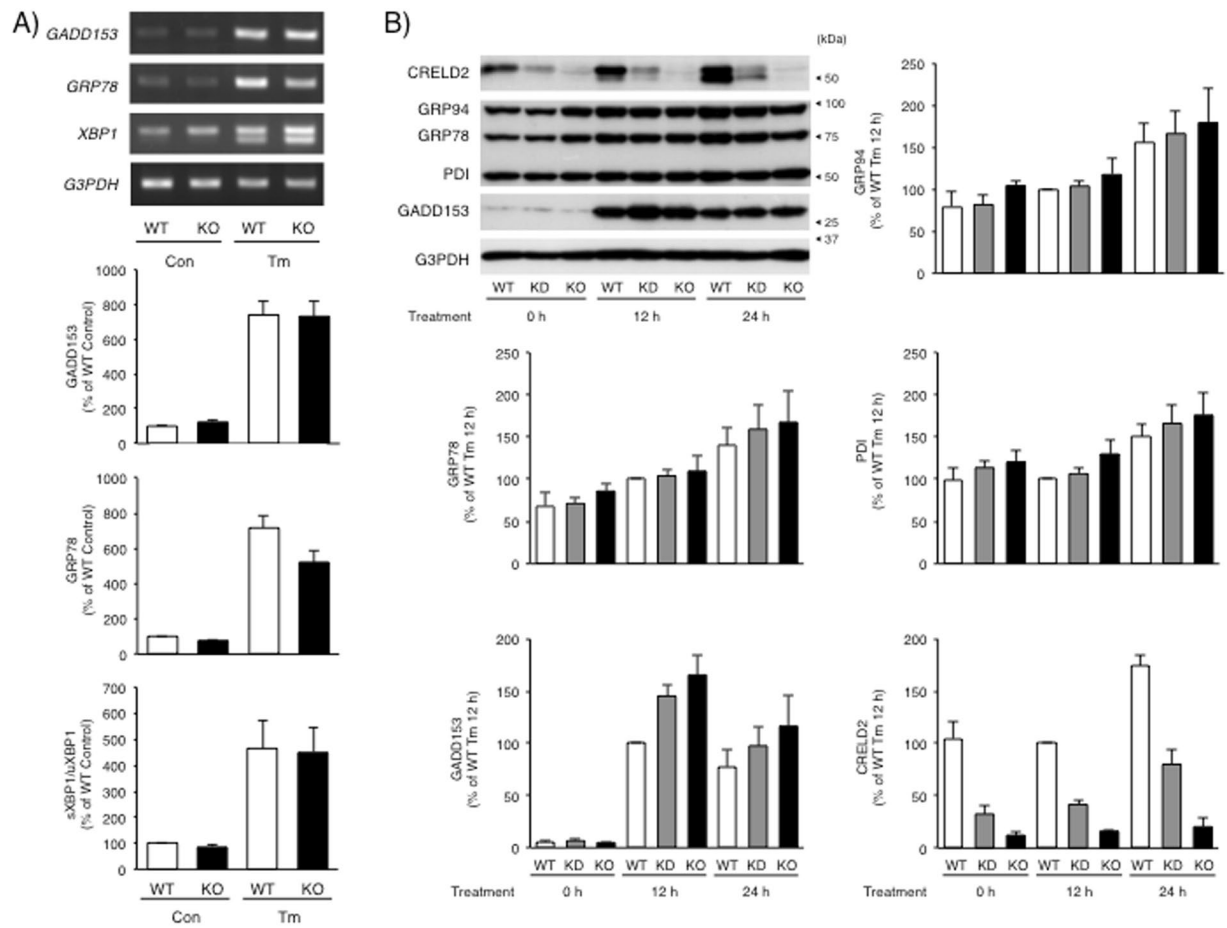 A)
GADD153
GRP78
XBP1
G3PDH
WT KO WT KO
Con Tm
GADD153
(% of WT Control)
1000
800
600
400
200
0
GRP78
(% of WT Control)
1000
800
600
400
200
0
sXBP1/uXBP1
(% of WT Control)
700
600
500
400
300
200
100
0
WT KO WT KO
Con Tm
B)
(kDa)
CRELD2
50
GRP94
100
GRP78
75
PDI
50
GADD153
25
37
G3PDH
WT KD KO WT KD KO WT KD KO
Treatment 0 h 12 h 24 h
GRP94
(% of WT Tm 12 h)
250
200
150
100
50
0
GRP78
(% of WT Tm 12 h)
250
200
150
100
50
0
PDI
(% of WT Tm 12 h)
250
200
150
100
50
0
GADD153
(% of WT Tm 12 h)
200
150
100
50
0
WT KD KO WT KD KO WT KD KO
Treatment 0 h 12 h 24 h
CRELD2
(% of WT Tm 12 h)
200
150
100
50
0
WT KD KO WT KD KO WT KD KO
Treatment 0 h 12 h 24 h